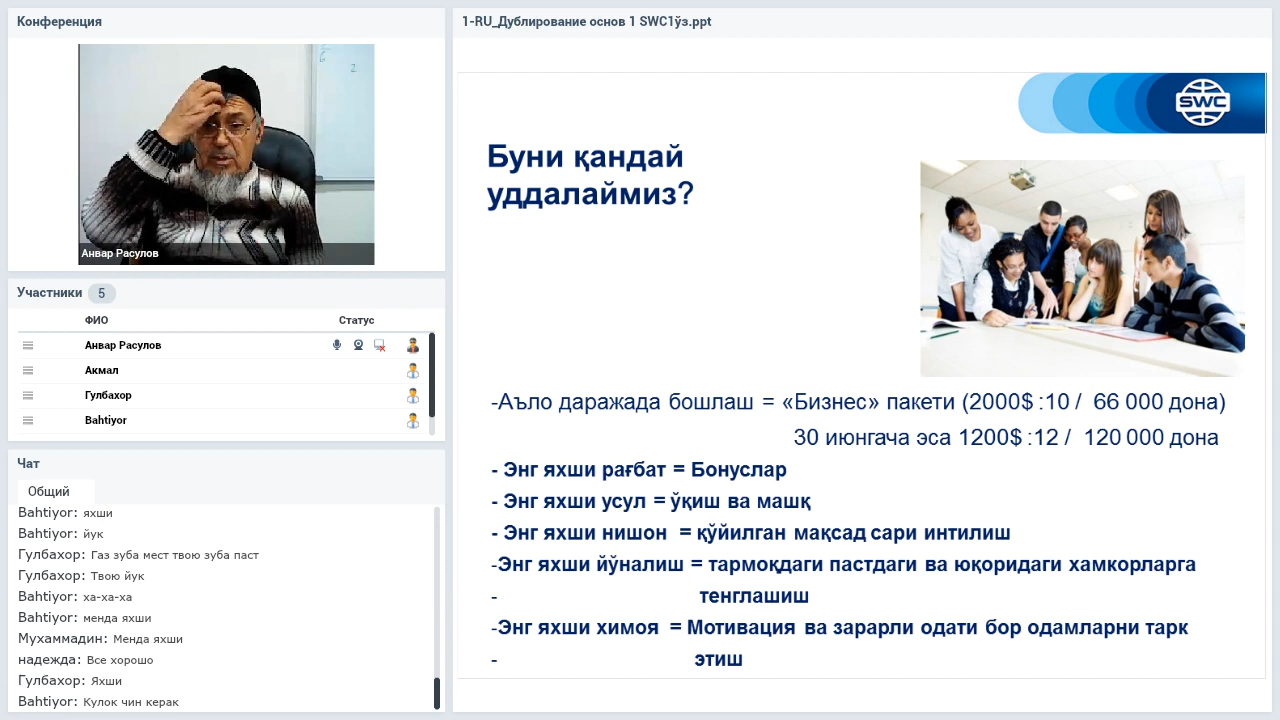 Конференция
Анвар Расулов
Участники 5
ФИО Статус
Анвар Расулов
Акмал
Гулбахор
Bahtiyor
Чат
Общий
Bahtiyor: яхши
Bahtiyor: йук
Гулбахор: Газ зуба мест твою зуба паст
Гулбахор: Твою йук
Bahtiyor: ха-ха-ха
Bahtiyor: менда яхши
Мухаммадин: Менда яхши
надежда: Все хорошо
Гулбахор: Яхши
Bahtiyor: Кулок чин керак
1-RU_Дублирование основ 1 SWC1ўз.ppt
SWC
Буни қандай
уддалаймиз?
-Аъло даражада бошлаш = «Бизнес» пакети (2000$ :10 / 66 000 дона)
30 июнгача эса 1200$ :12 / 120 000 дона
- Энг яхши рағбат = Бонуслар
- Энг яхши усул = ўқиш ва машқ
- Энг яхши нишон = қўйилган мақсад сари интилиш
-Энг яхши йўналиш = тармоқдаги пастдаги ва юқоридаги хамкорларга
- тенглашиш
-Энг яхши химоя = Мотивация ва зарарли одати бор одамларни тарк
- этиш